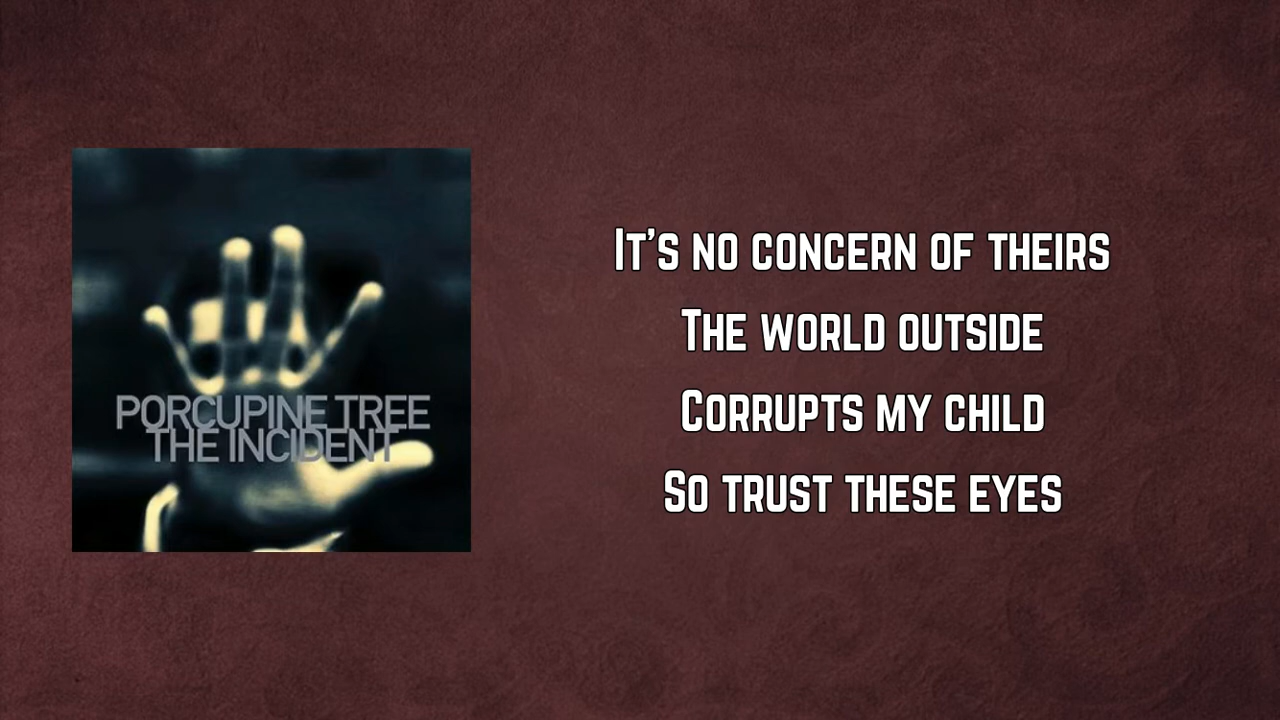 PORCUPINE TREE
THE INCIDENT
It's no concern of theirs
The world outside
Corrupts my child
So trust these eyes